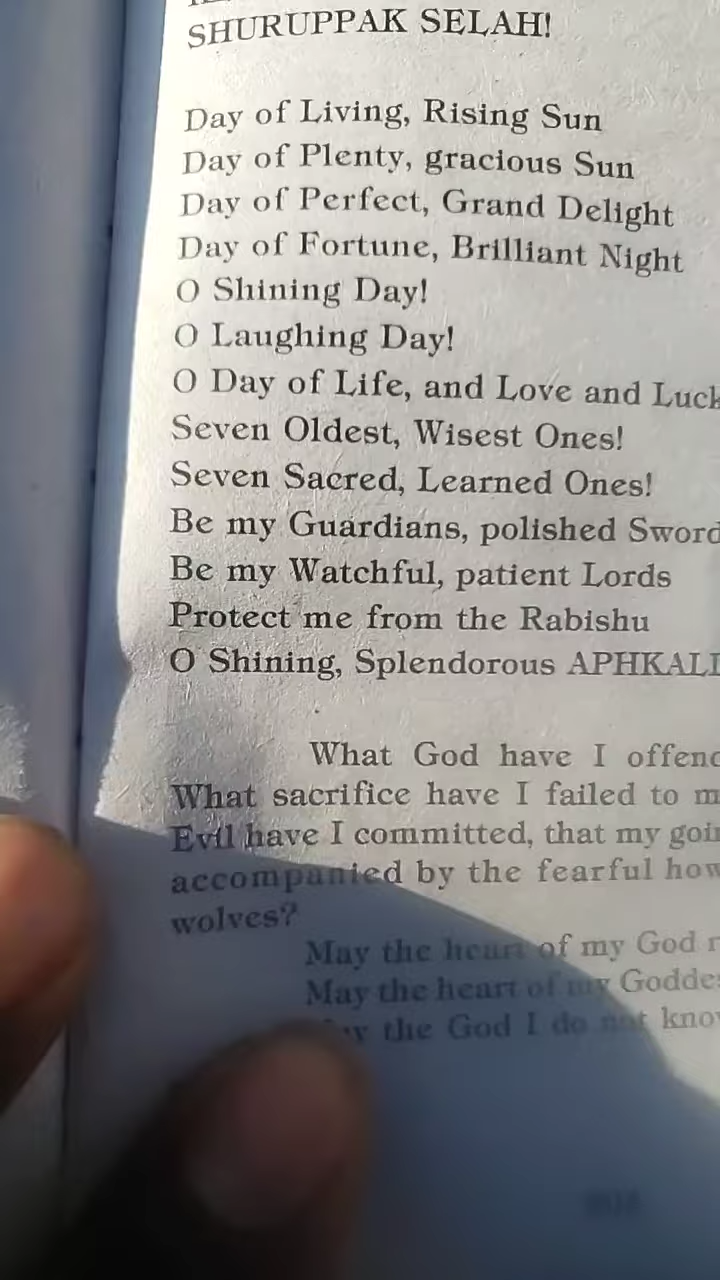 SHURUPPAK SELAH!
Day of Living, Rising Sun
Day of Plenty, gracious Sun
Day of Perfect, Grand Delight
Day of Fortune, Brilliant Night
O Shining Day!
O Laughing Day!
O Day of Life, and Love and Luck
Seven Oldest, Wisest Ones!
Seven Sacred, Learned Ones!
Be my Guardians, polished Sword
Be my Watchful, patient Lords
Protect me from the Rabishu
O Shining, Splendorous APHKALL
What God have I offend
What sacrifice have I failed to m
Evil have I committed, that my goin
accompanied by the fearful how
wolves?
May the heart of my God r
May the heart of my Goddes
the God I do not know